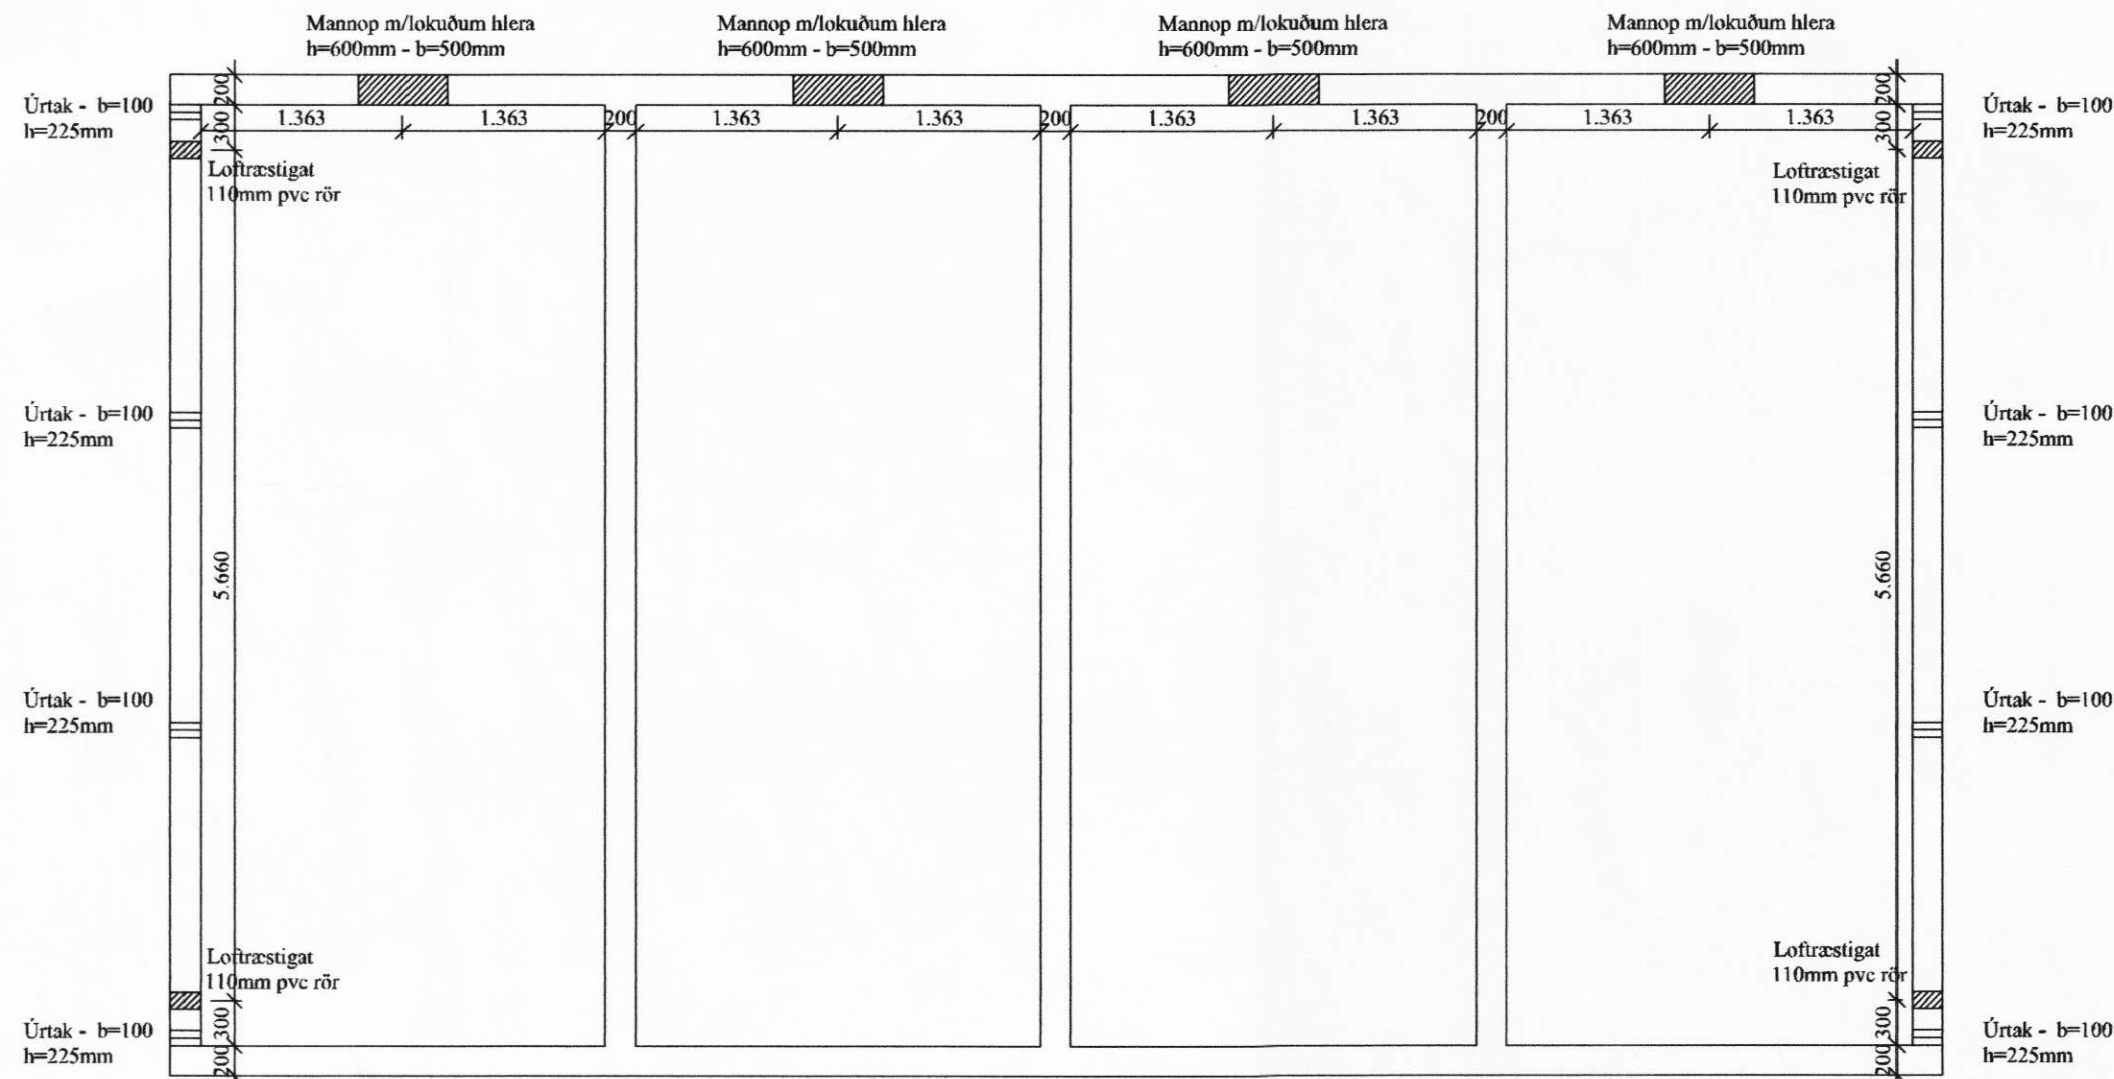 Mannop m/lokuðum hlera
h=600mm - b=500mm
Mannop m/lokuðum hlera
h=600mm - b=500mm
Mannop m/lokuðum hlera
h=600mm - b=500mm
Mannop m/lokuðum hlera
h=600mm - b=500mm
200
200
Úrtak - b=100
h=225mm
Úrtak - b=100
h=225mm
300
1.363
1.363
200
1.363
1.363
200
1.363
1.363
200
1.363
1.363
300
Loftræstigat
110mm pvc rör
Loftræstigat
110mm pvc rör
Úrtak - b=100
h=225mm
Úrtak - b=100
h=225mm
5.660
5.660
Úrtak - b=100
h=225mm
Úrtak - b=100
h=225mm
Loftræstigat
110mm pvc rör
Loftræstigat
110mm pvc rör
300
300
Úrtak - b=100
h=225mm
Úrtak - b=100
h=225mm
200
200